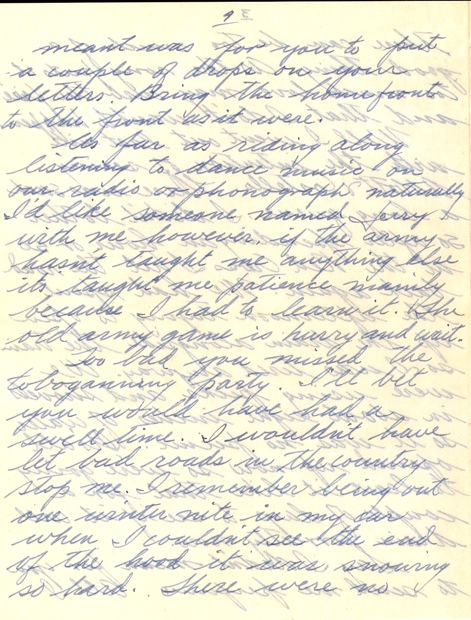 9
meant was for you to put
a couple of drops on your
letters. Bring the homefront
to the front as it were.
As far as riding along
listening to dance music on
our radio or phonograph naturally
I'd like someone named Jerry
with me however, if the army
hasnt taught me anything else
its taught me patience mainly
because I had to learn it. The
old army game is hurry and wait.
Too bad you missed the
toboganning party. I'll bet
you would have had a
swell time. I wouldn't have
let bad roads in the country
stop me. I remember being out
one winter nite in my car
when I couldn't see the end
of the hood it was snowing
so hard. There were no